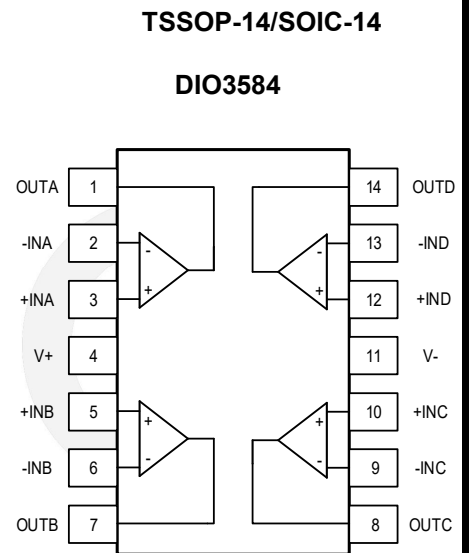 TSSOP-14/SOIC-14
DIO3584
OUTA 1 14 OUTD
-INA 2 - - 13 -IND
+INA 3 + + 12 +IND
V+ 4 11 V-
+INB 5 + + 10 +INC
-INB 6 - - 9 -INC
OUTB 7 8 OUTC